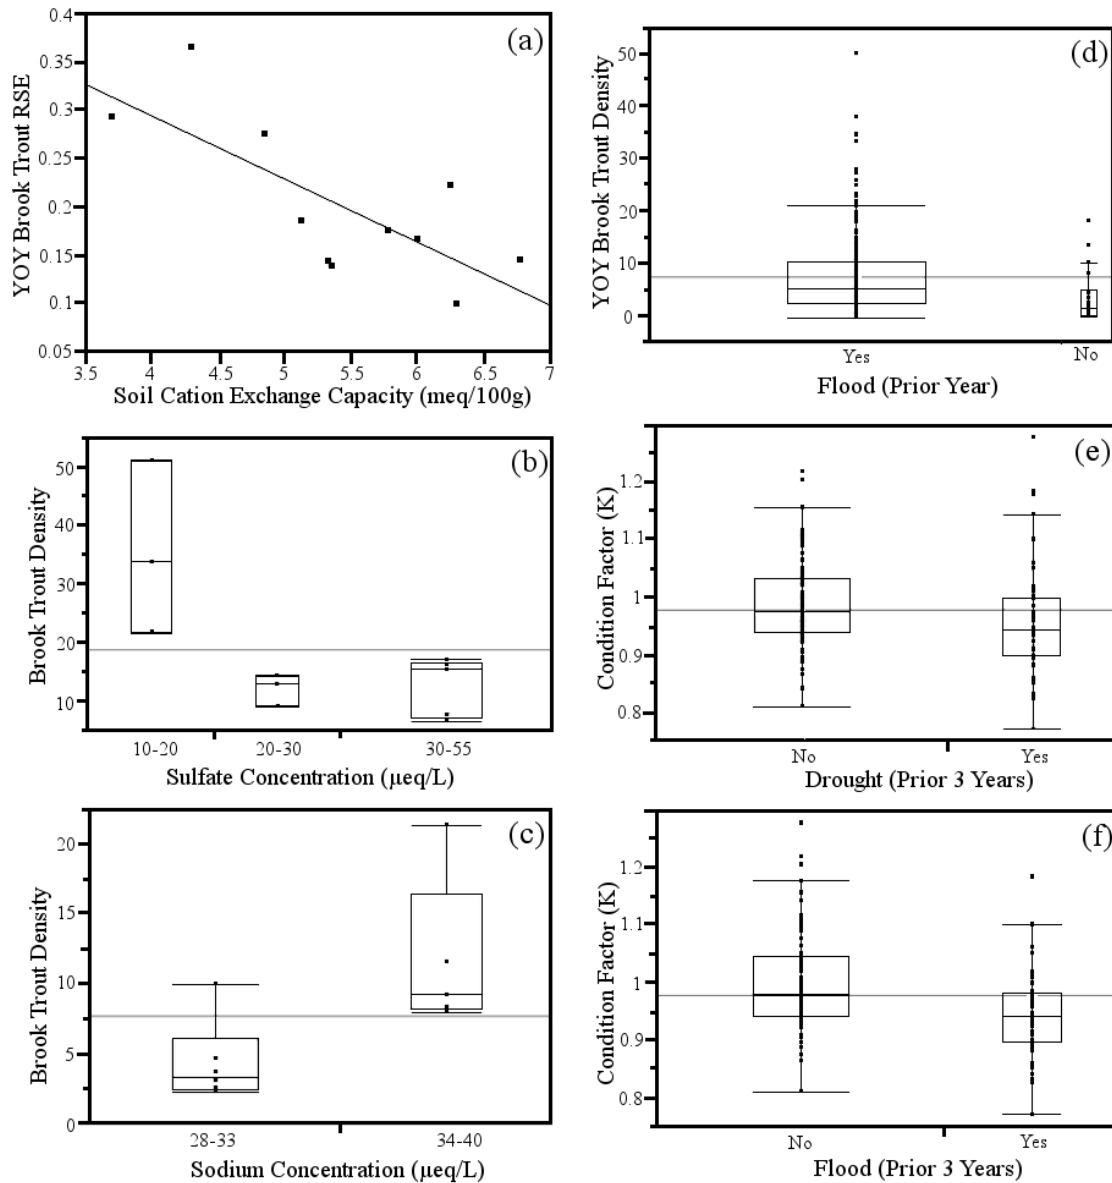 (a)
YOY Brook Trout RSE
0.4
0.35
0.3
0.25
0.2
0.15
0.1
0.05
3.5 4 4.5 5 5.5 6 6.5 7
Soil Cation Exchange Capacity (meq/100g)
(b)
Brook Trout Density
50
40
30
20
10
10-20 20-30 30-55
Sulfate Concentration (µeq/L)
(c)
Brook Trout Density
20
15
10
5
0
28-33 34-40
Sodium Concentration (µeq/L)
(d)
YOY Brook Trout Density
50
40
30
20
10
0
Yes No
Flood (Prior Year)
(e)
Condition Factor (K)
1.2
1.1
1
0.9
0.8
No Yes
Drought (Prior 3 Years)
(f)
Condition Factor (K)
1.2
1.1
1
0.9
0.8
No Yes
Flood (Prior 3 Years)